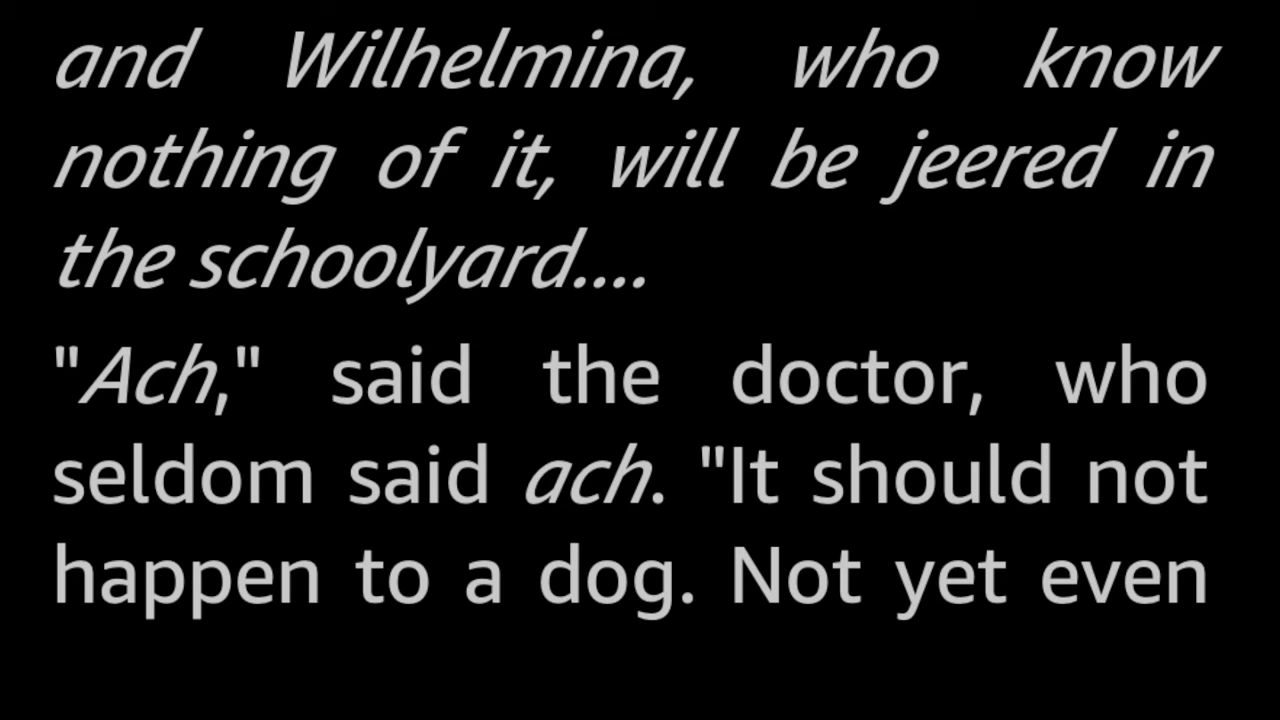 and Wilhelmina, who know
nothing of it, will be jeered in
the schoolyard....
"Ach," said the doctor, who
seldom said ach. "It should not
happen to a dog. Not yet even